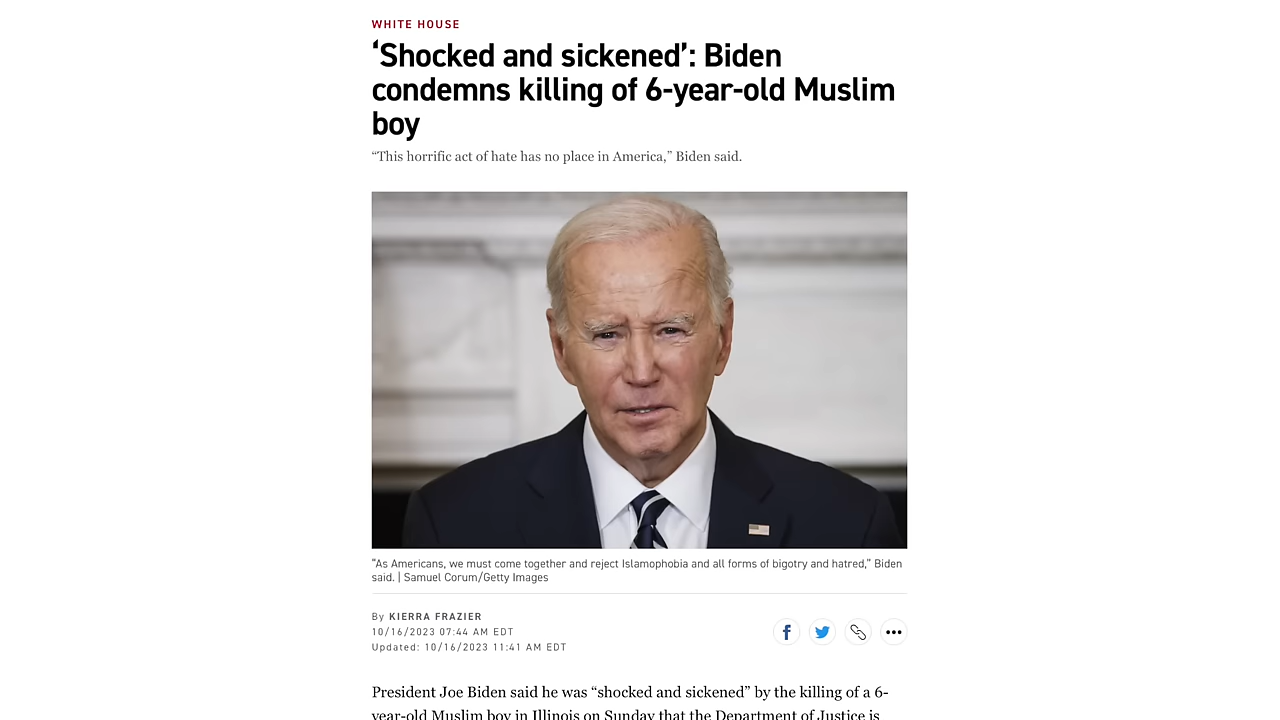 WHITE HOUSE
‘Shocked and sickened’: Biden
condemns killing of 6-year-old Muslim
boy
“This horrific act of hate has no place in America,” Biden said.
“As Americans, we must come together and reject Islamophobia and all forms of bigotry and hatred,” Biden
said. | Samuel Corum/Getty Images
By KIERRA FRAZIER
10/16/2023 07:44 AM EDT
Updated: 10/16/2023 11:41 AM EDT
President Joe Biden said he was “shocked and sickened” by the killing of a 6-
year-old Muslim boy in Illinois on Sunday that the Department of Justice is